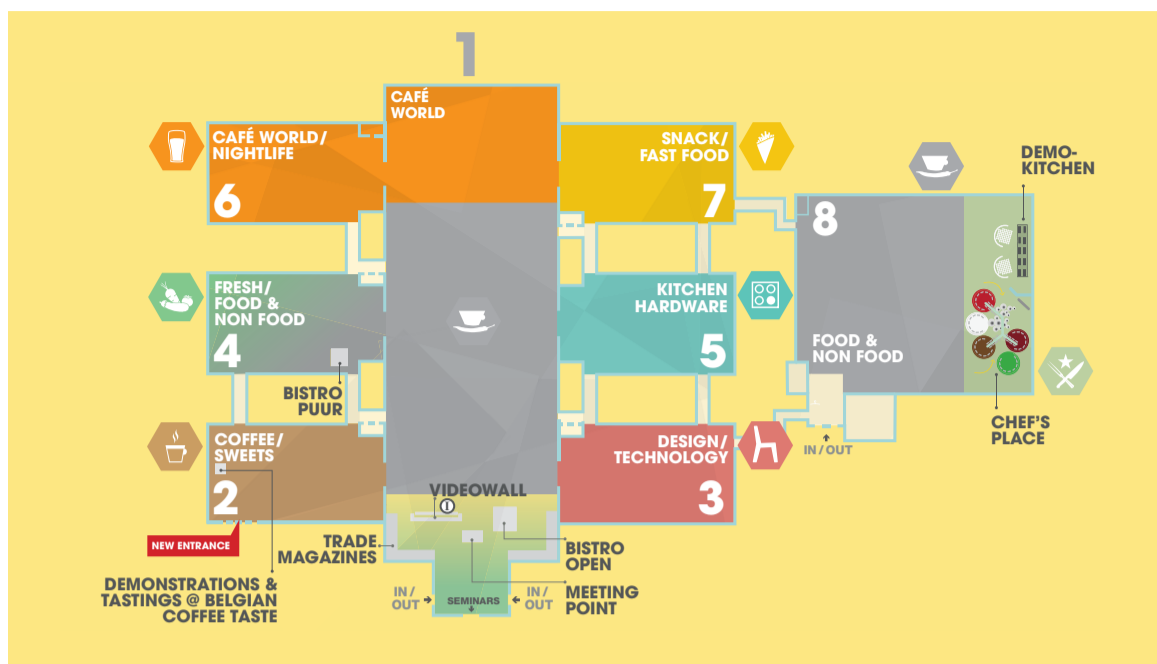 1
CAFÉ
WORLD
CAFÉ WORLD/
NIGHTLIFE
6
SNACK/
FAST FOOD
7
DEMO-
KITCHEN
8
FRESH/
FOOD &
NON FOOD
4
KITCHEN
HARDWARE
5
FOOD &
NON FOOD
BISTRO
PUUR
CHEF'S
PLACE
COFFEE/
SWEETS
2
DESIGN/
TECHNOLOGY
3
IN/OUT
VIDEOWALL
I
NEW ENTRANCE
TRADE
MAGAZINES
BISTRO
OPEN
DEMONSTRATIONS &
TASTINGS @ BELGIAN
COFFEE TASTE
IN/
OUT
SEMINARS
IN/
OUT
MEETING
POINT